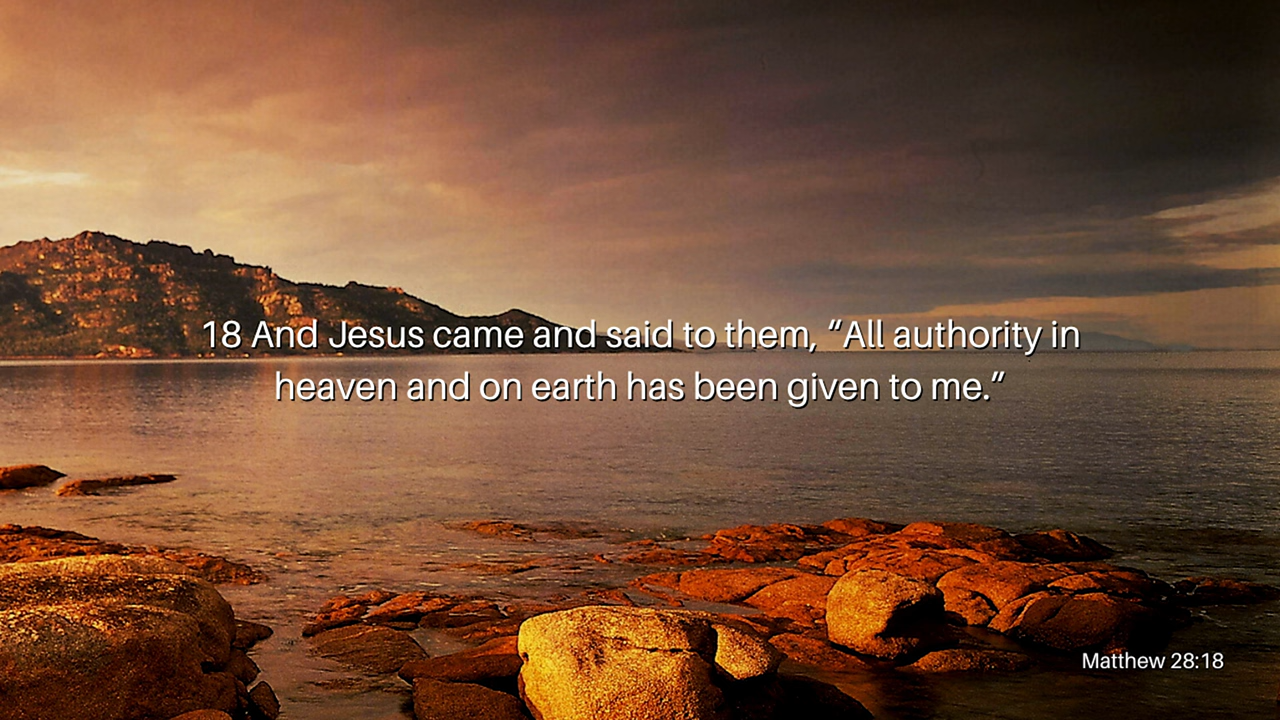 18 And Jesus came and said to them, “All authority in
heaven and on earth has been given to me.”
Matthew 28:18